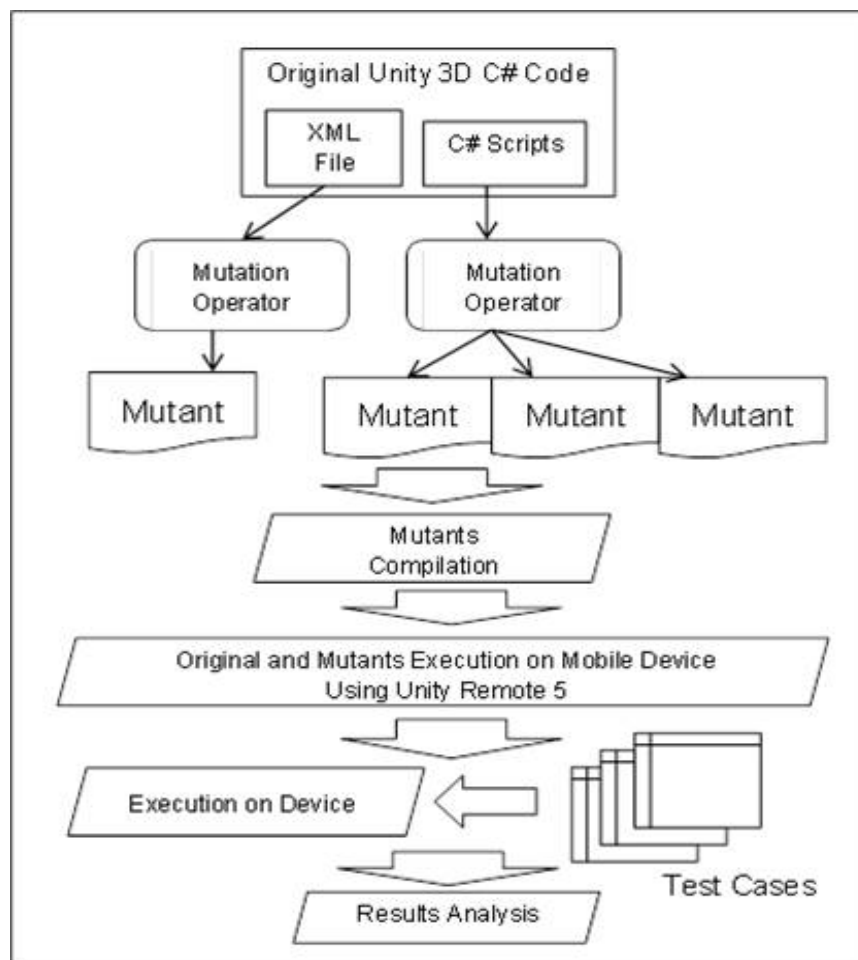 Original Unity 3D C# Code
XML
File
C# Scripts
Mutation
Operator
Mutation
Operator
Mutant
Mutant
Mutant
Mutant
Mutants
Compilation
Original and Mutants Execution on Mobile Device
Using Unity Remote 5
Execution on Device
Test Cases
Results Analysis